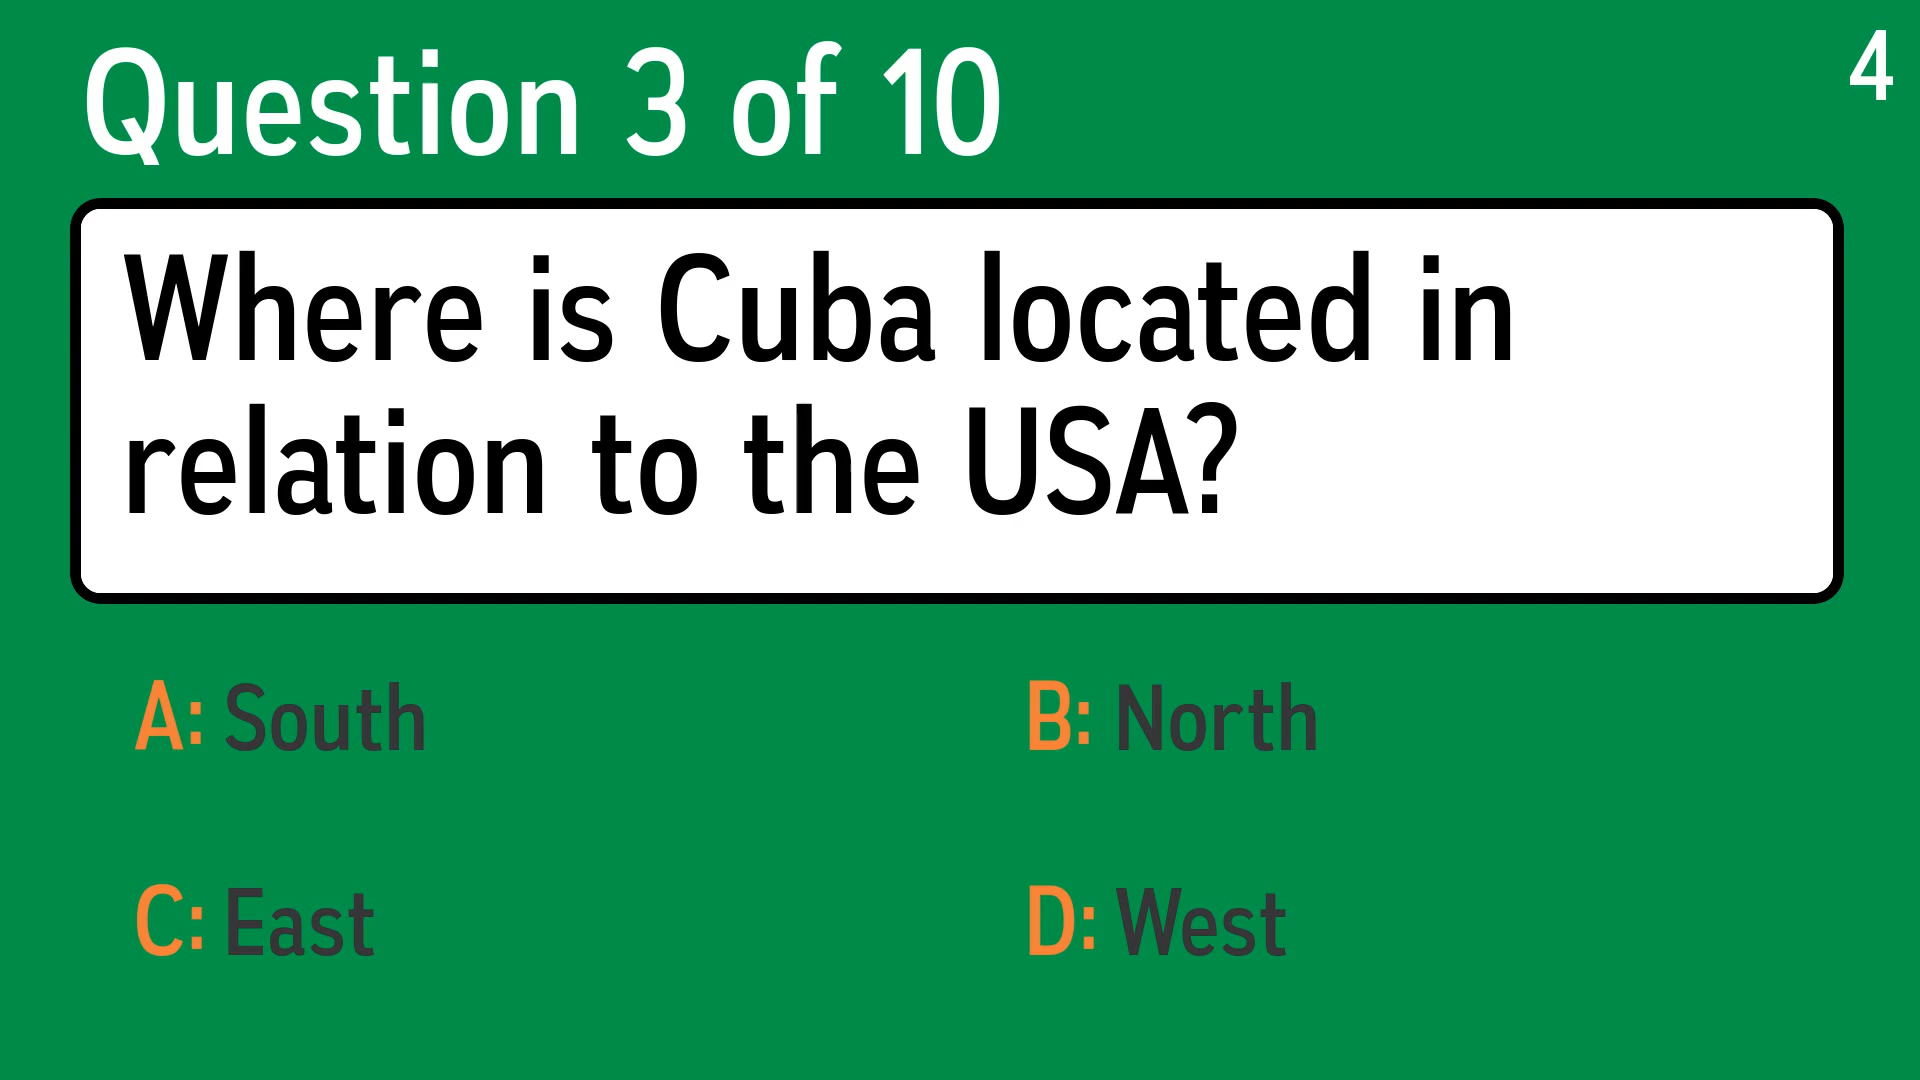 Question 3 of 10
4
Where is Cuba located in
relation to the USA?
A: South
B: North
C: East
D: West